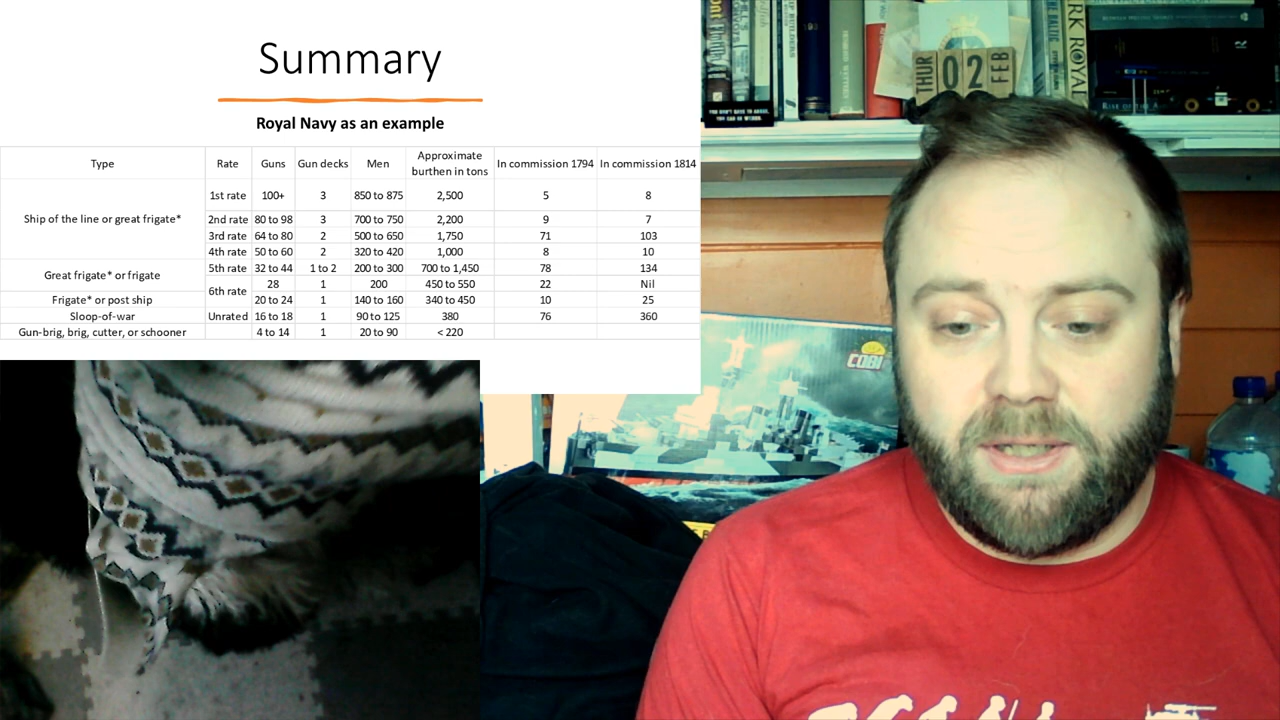 Summary
Royal Navy as an example
Type Rate Guns Gun decks Men Approximate burthen in tons In commission 1794 In commission 1814
Ship of the line or great frigate* 1st rate 100+ 3 850 to 875 2,500 5 8
2nd rate 80 to 98 3 700 to 750 2,200 9 7
3rd rate 64 to 80 2 500 to 650 1,750 71 103
4th rate 50 to 60 2 320 to 420 1,000 8 10
Great frigate* or frigate 5th rate 32 to 44 1 to 2 200 to 300 700 to 1,450 78 134
6th rate 28 1 200 450 to 550 22 Nil
Frigate* or post ship 20 to 24 1 140 to 160 340 to 450 10 25
Sloop-of-war Unrated 16 to 18 1 90 to 125 380 76 360
Gun-brig, brig, cutter, or schooner 4 to 14 1 20 to 90 < 220
THUR 02 FEB
COBI